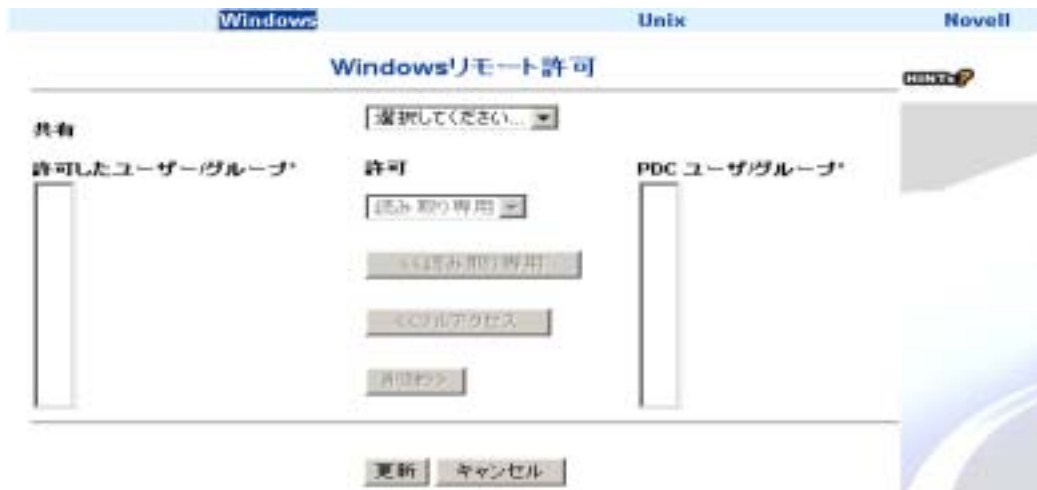 Windows Unix Novell
Windowsリモート許可
HINTs?
共有 選択してください...
許可したユーザー/グループ* 許可 PDC ユーザ/グループ*
読み取り専用
<<読み取り専用
<<フルアクセス
削除>>
更新 キャンセル